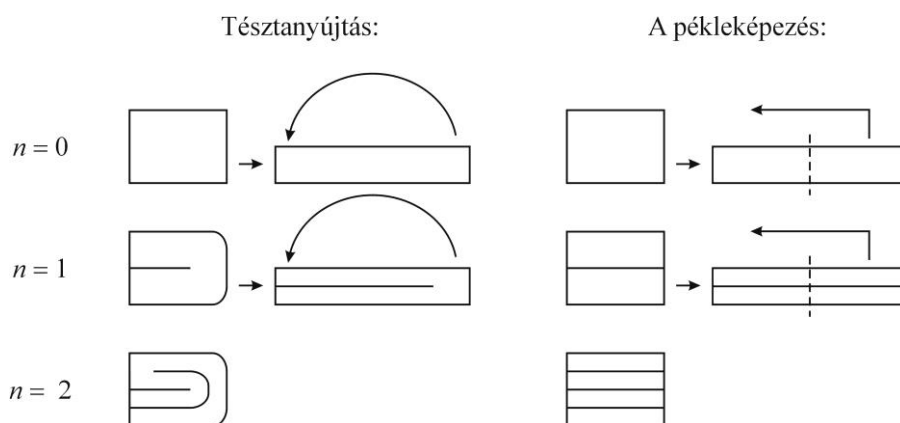 Tésztanyújtás: A pékleképezés:
n = 0
n = 1
n = 2